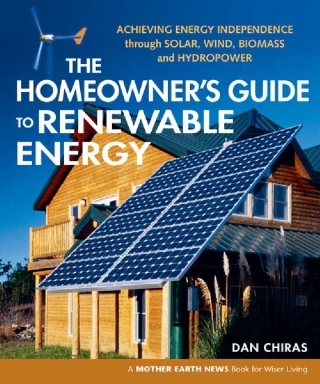 ACHIEVING ENERGY INDEPENDENCE
through SOLAR, WIND, BIOMASS
and HYDROPOWER
THE
HOMEOWNER'S GUIDE
TO RENEWABLE
ENERGY
DAN CHIRAS
A MOTHER EARTH NEWS Book for Wiser Living